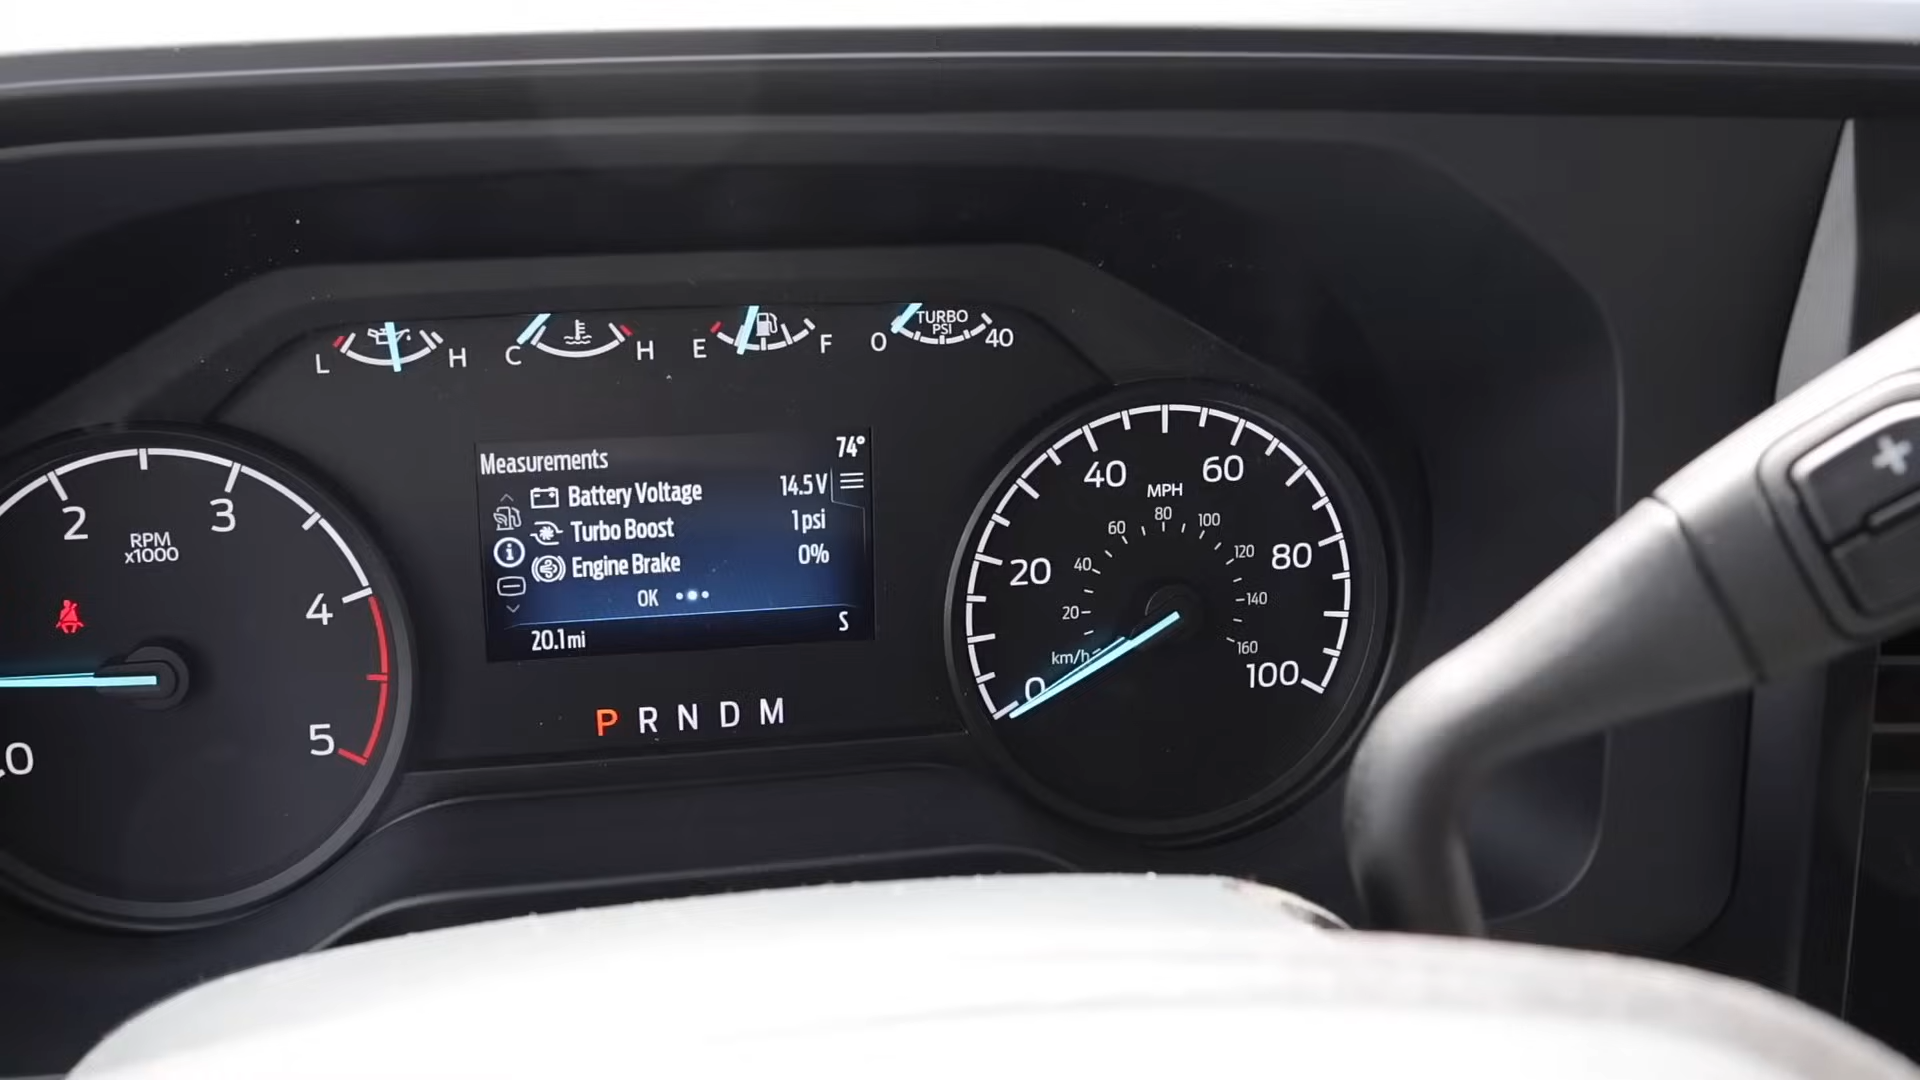 L H C H E F 0 TURBO PSI 40
Measurements 74°
Battery Voltage 14.5 V
Turbo Boost 1 psi
Engine Brake 0%
OK
20.1 mi S
P R N D M
2 3 4 5
RPM
x1000
0 20 40 60 80 100
MPH
km/h
20 40 60 80 100 120 140 160